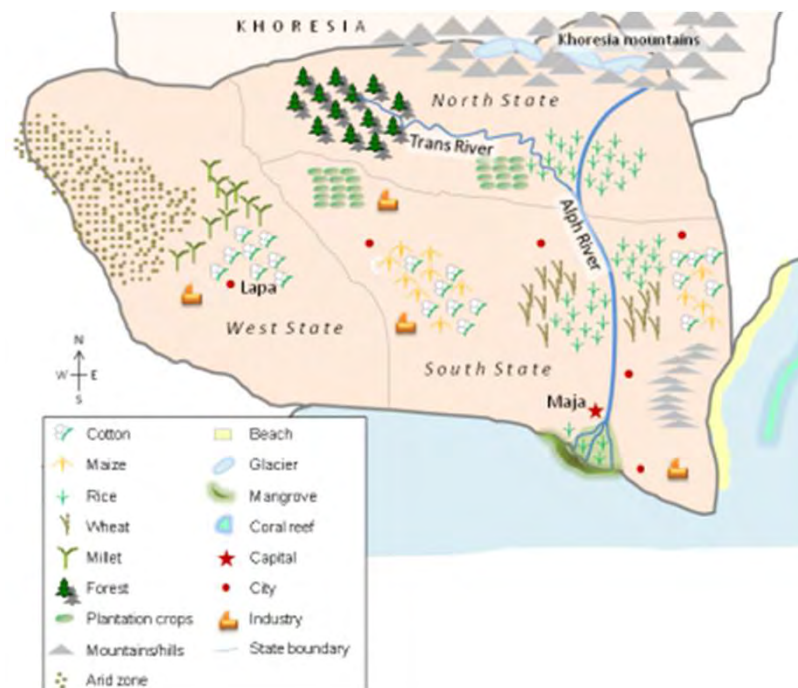 KHORESIA
Khoresia mountains
North State
Trans River
Alph River
Lapa
West State
South State
Maja
N
W E
S
Cotton
Maize
Rice
Wheat
Millet
Forest
Plantation crops
Mountains/hills
Arid zone
Beach
Glacier
Mangrove
Coral reef
Capital
City
Industry
State boundary